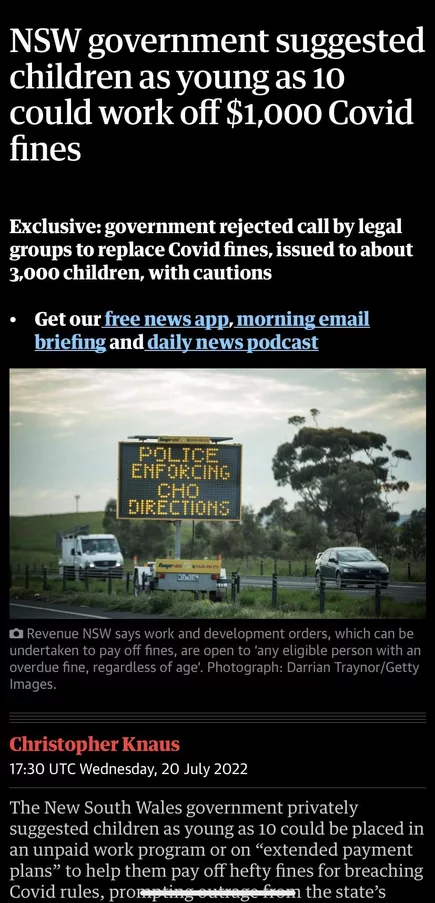 NSW government suggested
children as young as 10
could work off $1,000 Covid
fines
Exclusive: government rejected call by legal
groups to replace Covid fines, issued to about
3,000 children, with cautions
• Get our free news app, morning email
briefing and daily news podcast
POLICE
ENFORCING
CHO
DIRECTIONS
Revenue NSW says work and development orders, which can be
undertaken to pay off fines, are open to ‘any eligible person with an
overdue fine, regardless of age’. Photograph: Darrian Traynor/Getty
Images.
Christopher Knaus
17:30 UTC Wednesday, 20 July 2022
The New South Wales government privately
suggested children as young as 10 could be placed in
an unpaid work program or on “extended payment
plans” to help them pay off hefty fines for breaching
Covid rules, prompting outrage from the state’s